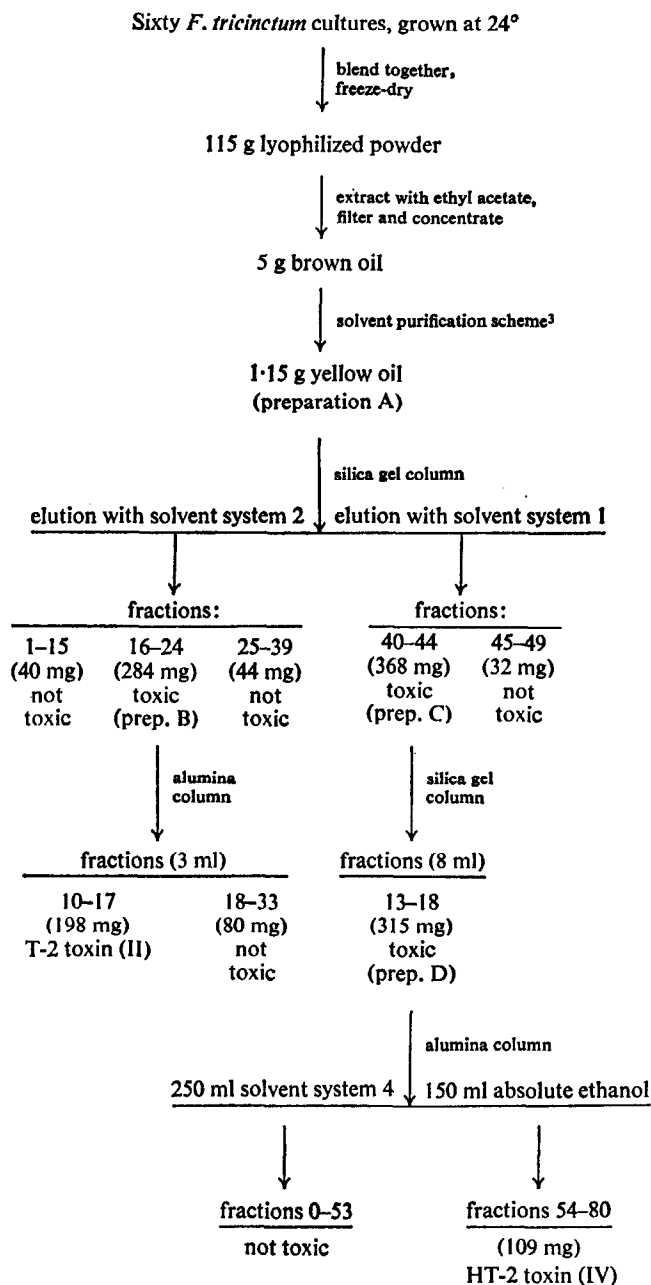 Sixty F. tricinctum cultures, grown at 24°
blend together,
freeze-dry
115 g lyophilized powder
extract with ethyl acetate,
filter and concentrate
5 g brown oil
solvent purification scheme³
1·15 g yellow oil
(preparation A)
silica gel column
elution with solvent system 2 elution with solvent system 1
fractions: fractions:
1–15 16–24 25–39 40–44 45–49
(40 mg) (284 mg) (44 mg) (368 mg) (32 mg)
not toxic not toxic not
toxic (prep. B) toxic (prep. C) toxic
alumina silica gel
column column
fractions (3 ml) fractions (8 ml)
10–17 18–33 13–18
(198 mg) (80 mg) (315 mg)
T-2 toxin (II) not toxic
toxic (prep. D)
alumina column
250 ml solvent system 4 150 ml absolute ethanol
fractions 0–53 fractions 54–80
not toxic (109 mg)
HT-2 toxin (IV)